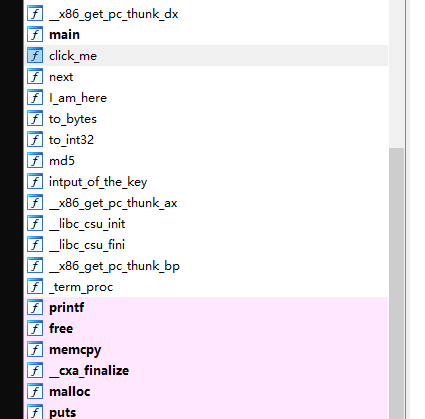 __x86_get_pc_thunk_dx
main
click_me
next
I_am_here
to_bytes
to_int32
md5
intput_of_the_key
__x86_get_pc_thunk_ax
__libc_csu_init
__libc_csu_fini
__x86_get_pc_thunk_bp
_term_proc
printf
free
memcpy
__cxa_finalize
malloc
puts